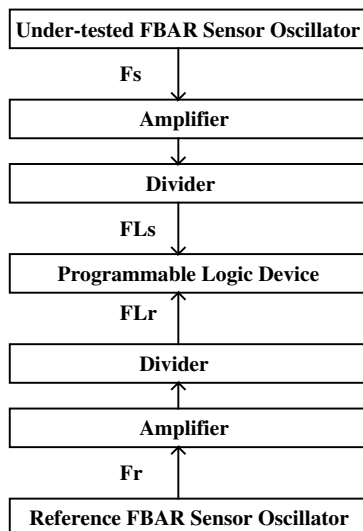 Under-tested FBAR Sensor Oscillator
Fs
Amplifier
Divider
FLs
Programmable Logic Device
FLr
Divider
Amplifier
Fr
Reference FBAR Sensor Oscillator